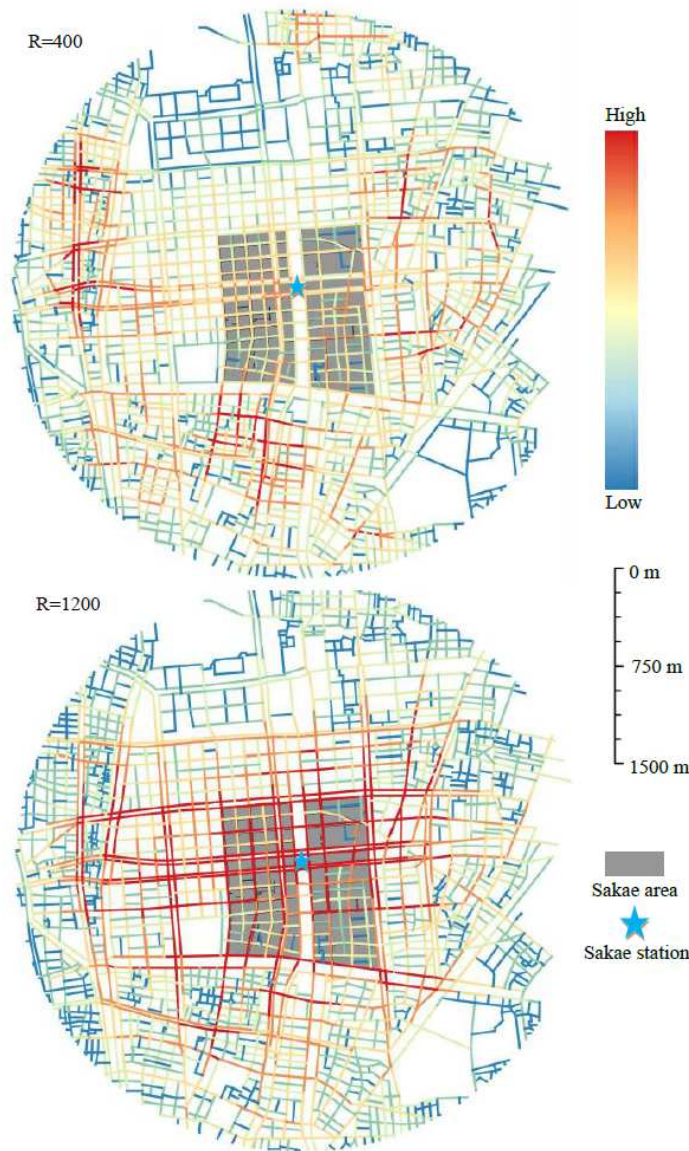 R=400
High
Low
R=1200
0 m
750 m
1500 m
Sakae area
Sakae station